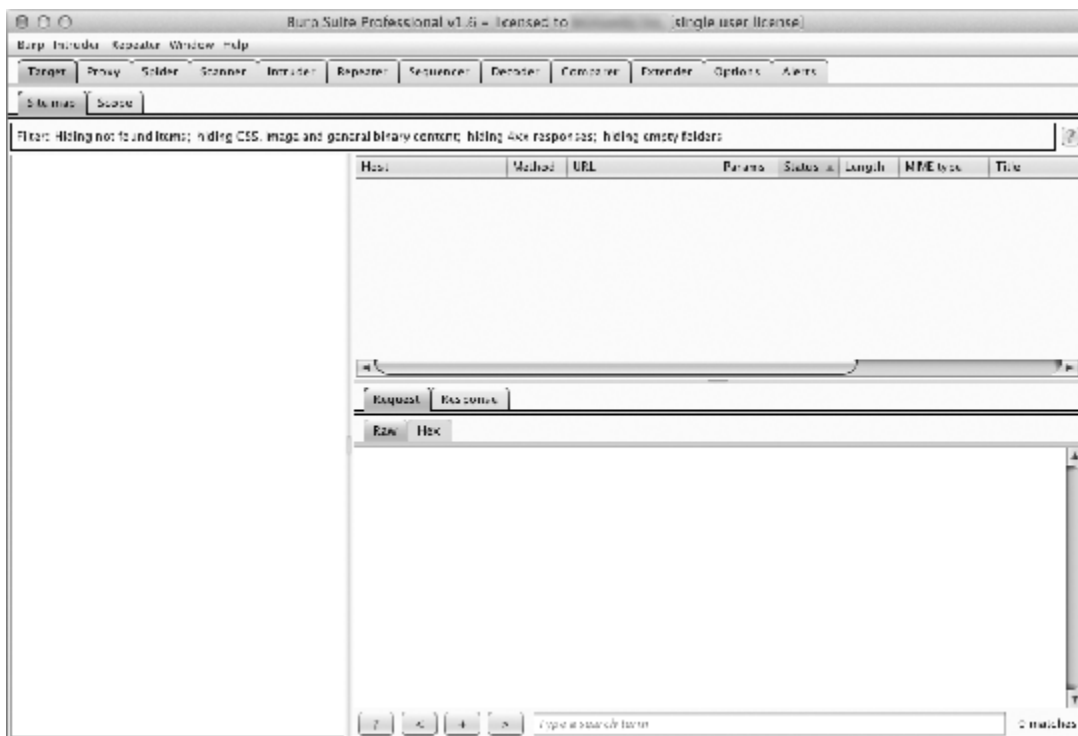 Burp Suite Professional v1.6 – licensed to [single user license]
Burp Intruder Repeater Window Help
Target Proxy Spider Scanner Intruder Repeater Sequencer Decoder Comparer Extender Options Alerts
Site map Scope
Filter: Hiding not found items; hiding CSS, image and general binary content; hiding 4xx responses; hiding empty folders
?
Host Method URL Params Status Length MIME type Title
Request Response
Raw Hex
? < + > Type a search term 0 matches